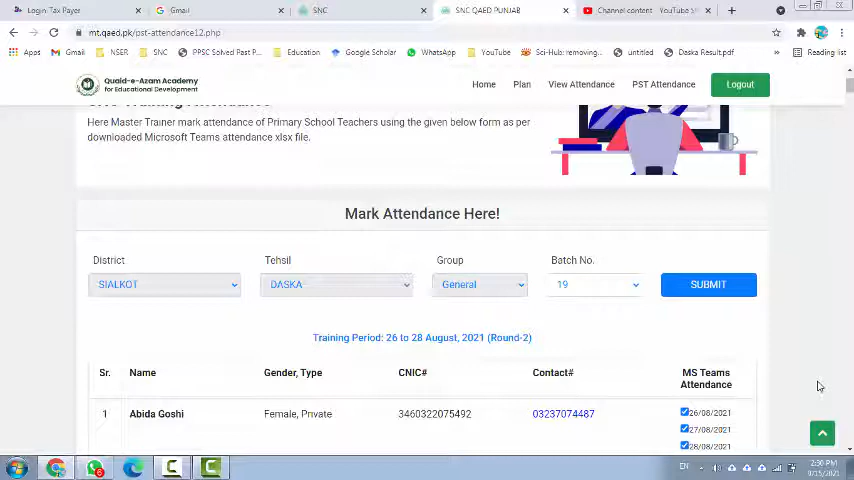 Login: Tax Payer
Gmail
SNC
SNC QAED PUNJAB
Channel content - YouTube
mt.qaed.pk/pst-attendance12.php
Apps Gmail NSER SNC PPSC Solved Past ... Education Google Scholar WhatsApp YouTube Sci-Hub: removing... untitled Daska Result.pdf Reading list
Quaid-e-Azam Academy
for Educational Development
Home Plan View Attendance PST Attendance Logout
Here Master Trainer mark attendance of Primary School Teachers using the given below form as per
downloaded Microsoft Teams attendance xlsx file.
Mark Attendance Here!
District Tehsil Group Batch No.
SIALKOT DASKA General 19 SUBMIT
Training Period: 26 to 28 August, 2021 (Round-2)
Sr. Name Gender, Type CNIC# Contact# MS Teams
Attendance
1 Abida Goshi Female, Private 3460322075492 03237074487 26/08/2021
27/08/2021
28/08/2021
EN
2:30 PM
9/15/2021